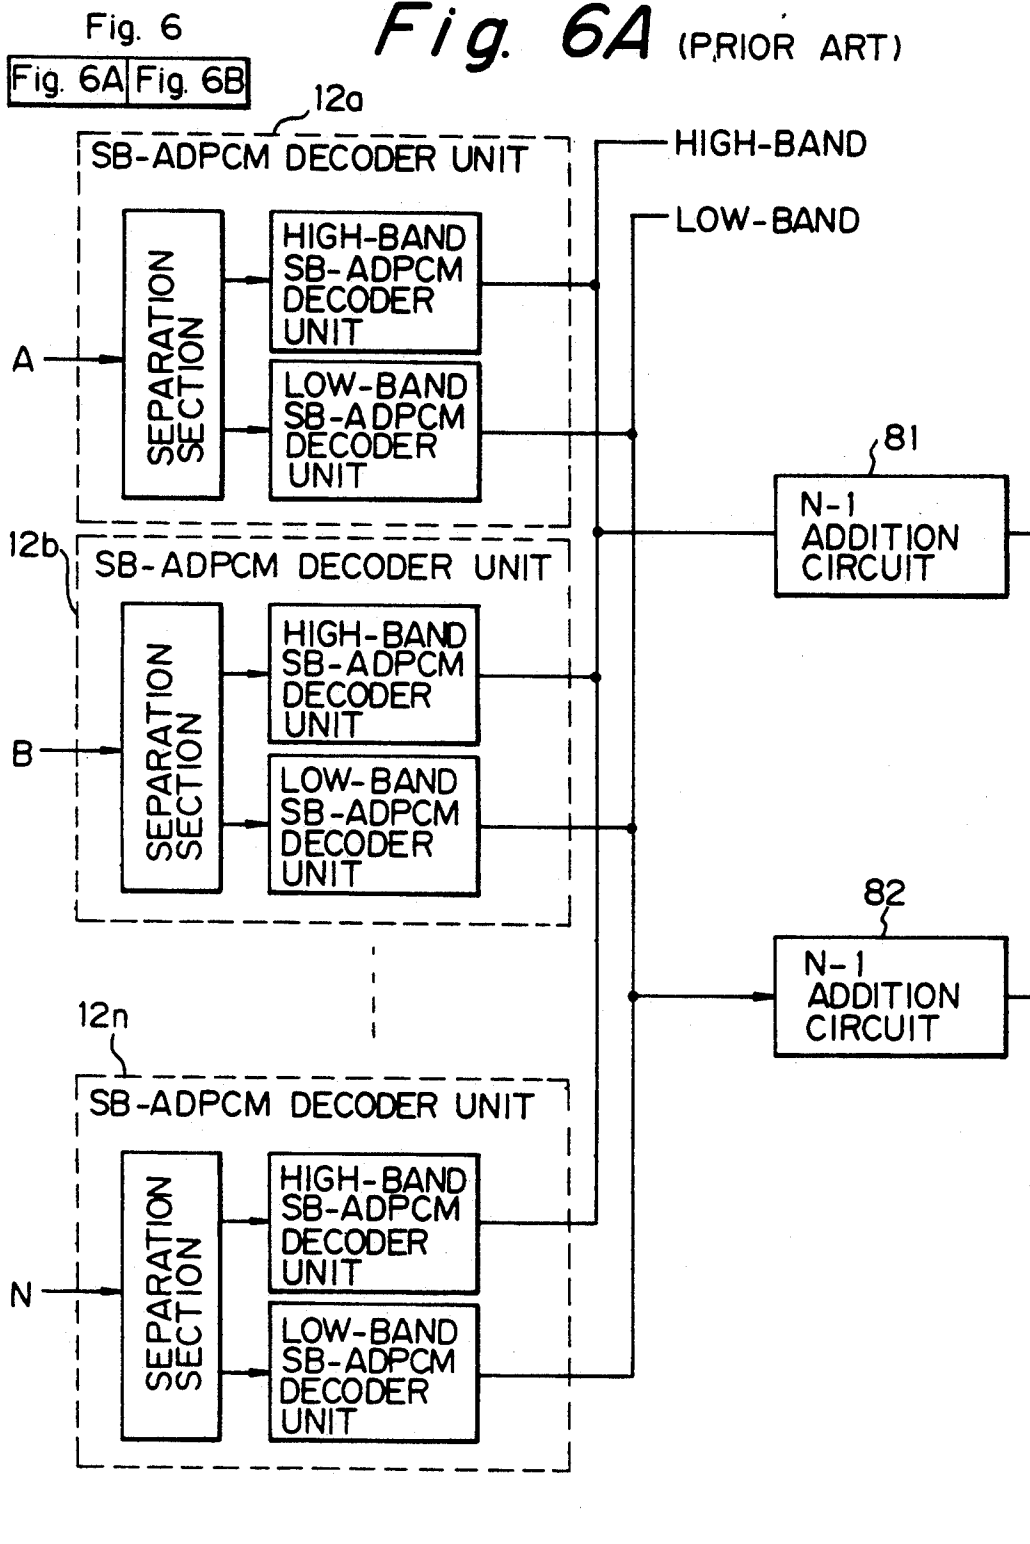 Fig. 6
Fig. 6A Fig. 6B
Fig. 6A (PRIOR ART)
12a
SB-ADPCM DECODER UNIT
HIGH-BAND
LOW-BAND
A
SEPARATION
SECTION
HIGH-BAND
SB-ADPCM
DECODER
UNIT
LOW-BAND
SB-ADPCM
DECODER
UNIT
81
N-1
ADDITION
CIRCUIT
12b
SB-ADPCM DECODER UNIT
B
SEPARATION
SECTION
HIGH-BAND
SB-ADPCM
DECODER
UNIT
LOW-BAND
SB-ADPCM
DECODER
UNIT
82
N-1
ADDITION
CIRCUIT
12n
SB-ADPCM DECODER UNIT
N
SEPARATION
SECTION
HIGH-BAND
SB-ADPCM
DECODER
UNIT
LOW-BAND
SB-ADPCM
DECODER
UNIT